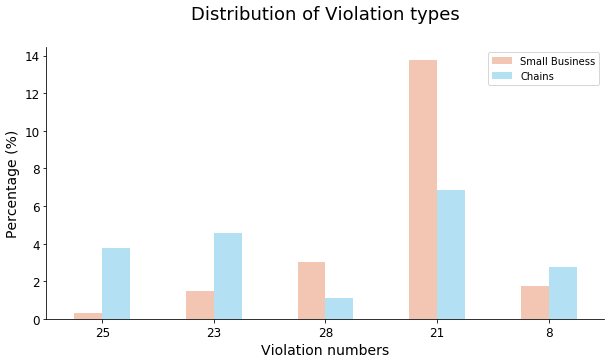 Distribution of Violation types
14
12
10
8
6
4
2
0
Percentage (%)
Small Business
Chains
25 23 28 21 8
Violation numbers